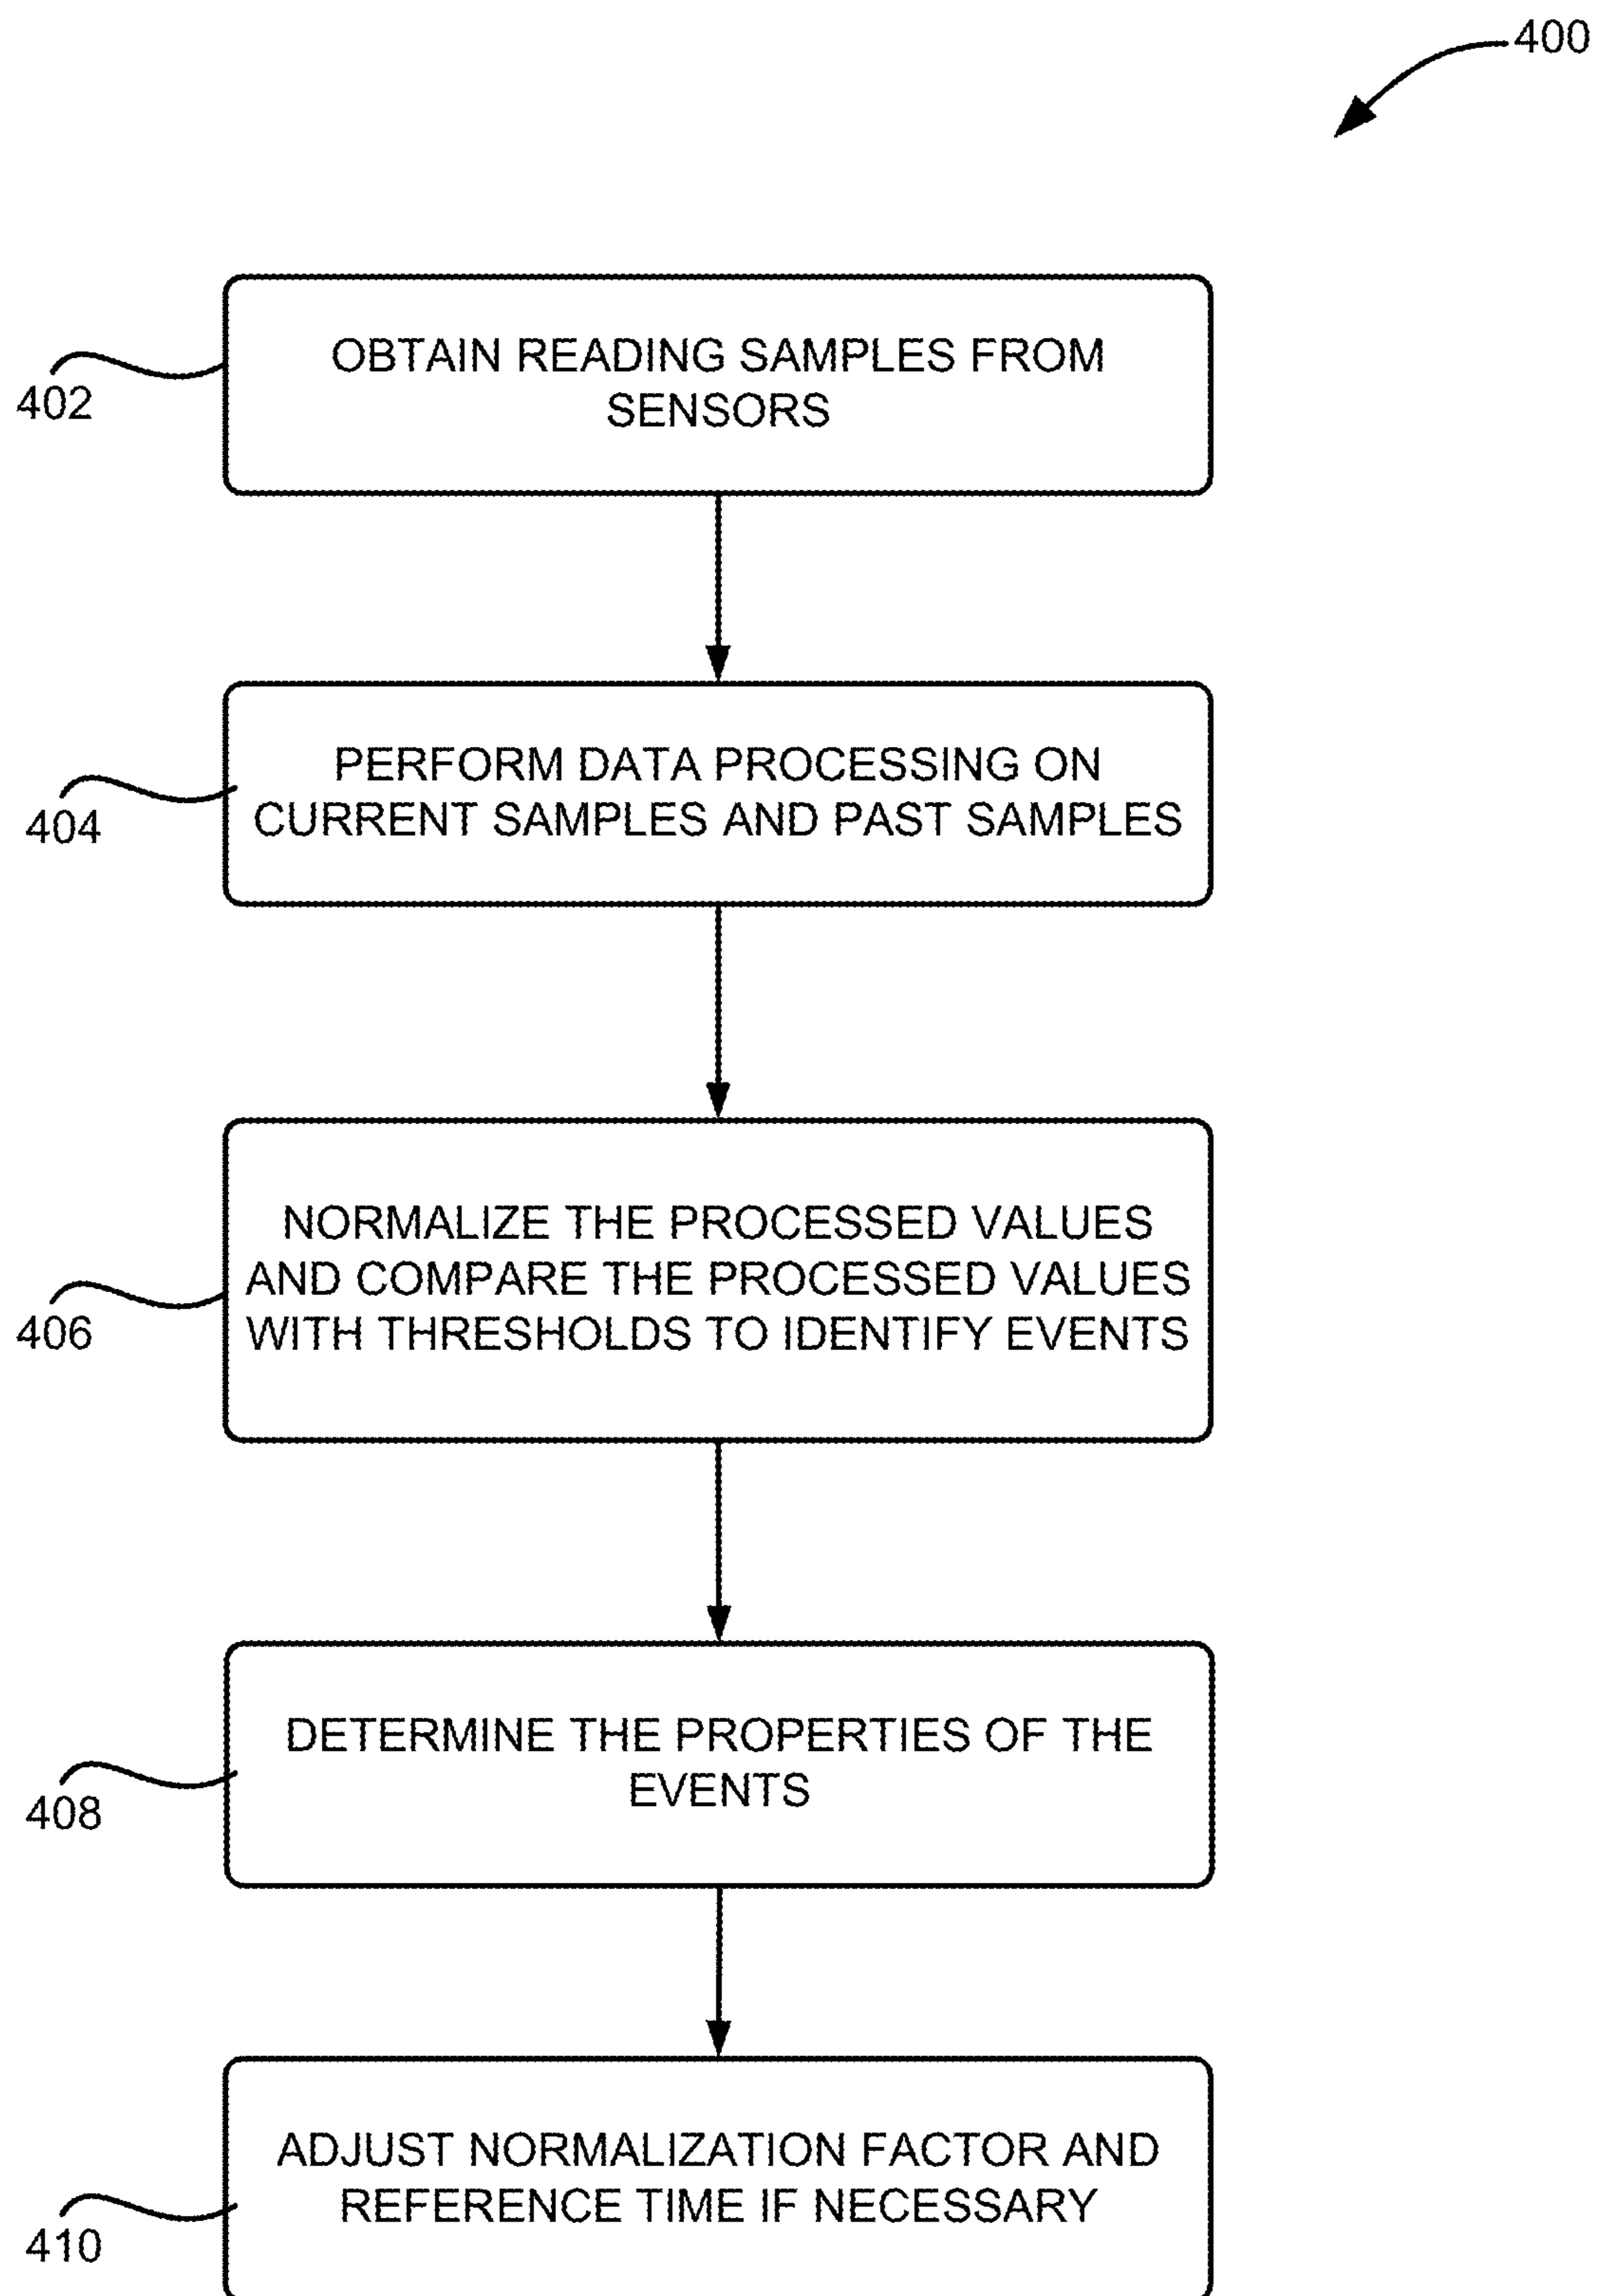 400
OBTAIN READING SAMPLES FROM
SENSORS
402
PERFORM DATA PROCESSING ON
CURRENT SAMPLES AND PAST SAMPLES
404
NORMALIZE THE PROCESSED VALUES
AND COMPARE THE PROCESSED VALUES
WITH THRESHOLDS TO IDENTIFY EVENTS
406
DETERMINE THE PROPERTIES OF THE
EVENTS
408
ADJUST NORMALIZATION FACTOR AND
REFERENCE TIME IF NECESSARY
410